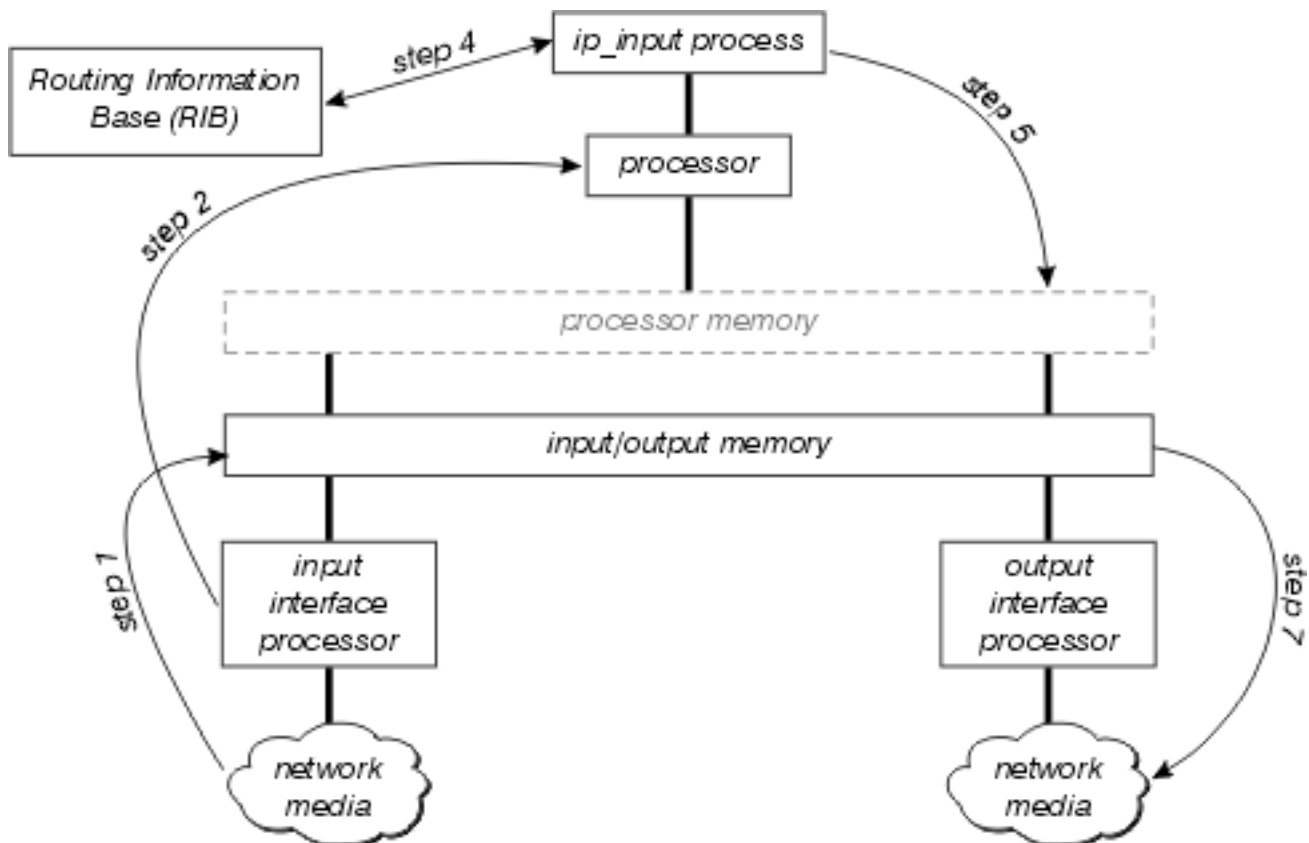 step 4
ip_input process
Routing Information
Base (RIB)
step 5
processor
step 2
processor memory
input/output memory
step 1
input
interface
processor
output
interface
processor
step 7
network
media
network
media